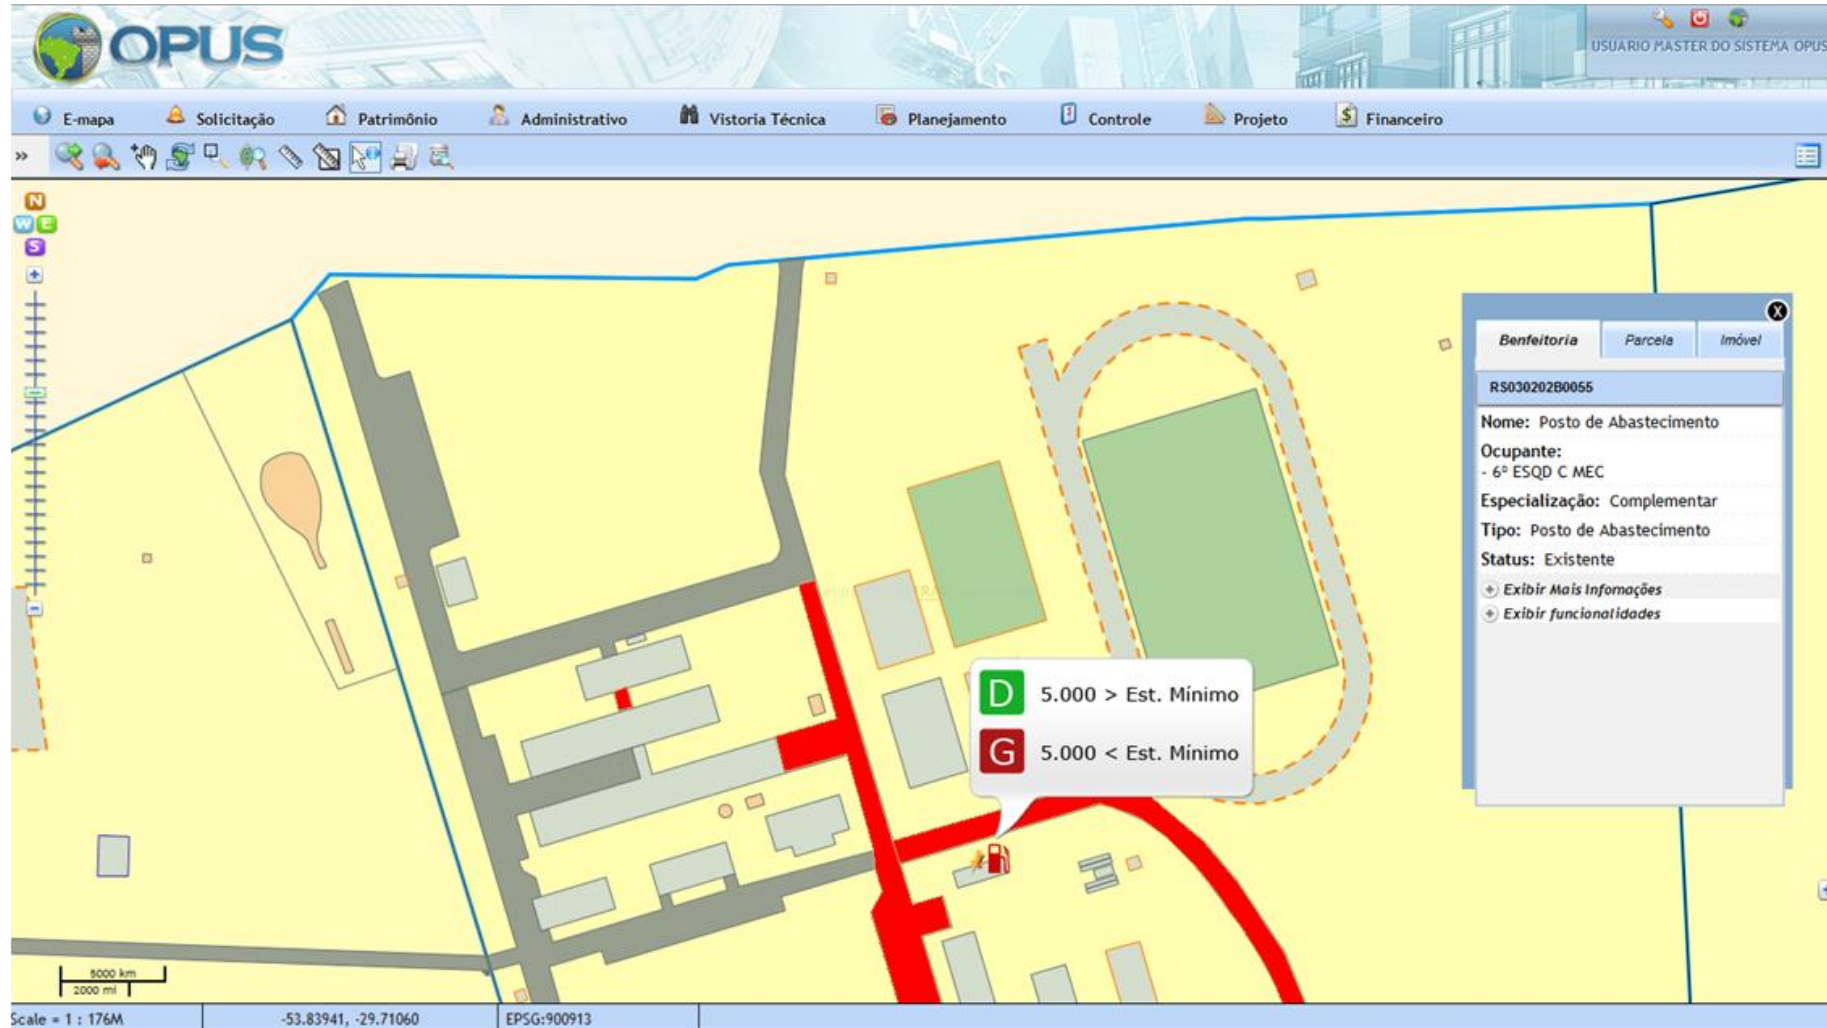 OPUS
USUARIO MASTER DO SISTEMA OPUS
E-mapa
Solicitação
Patrimônio
Administrativo
Vistoria Técnica
Planejamento
Controle
Projeto
Financeiro
»
N
W E
S
X
Benfeitoria
Parcela
Imóvel
RS030202B0055
Nome: Posto de Abastecimento
Ocupante:
- 6º ESQD C MEC
Especialização: Complementar
Tipo: Posto de Abastecimento
Status: Existente
Exibir Mais Infomações
Exibir funcionalidades
D 5.000 > Est. Mínimo
G 5.000 < Est. Mínimo
5000 km
2000 mi
Scale = 1 : 176M
-53.83941, -29.71060
EPSG:900913